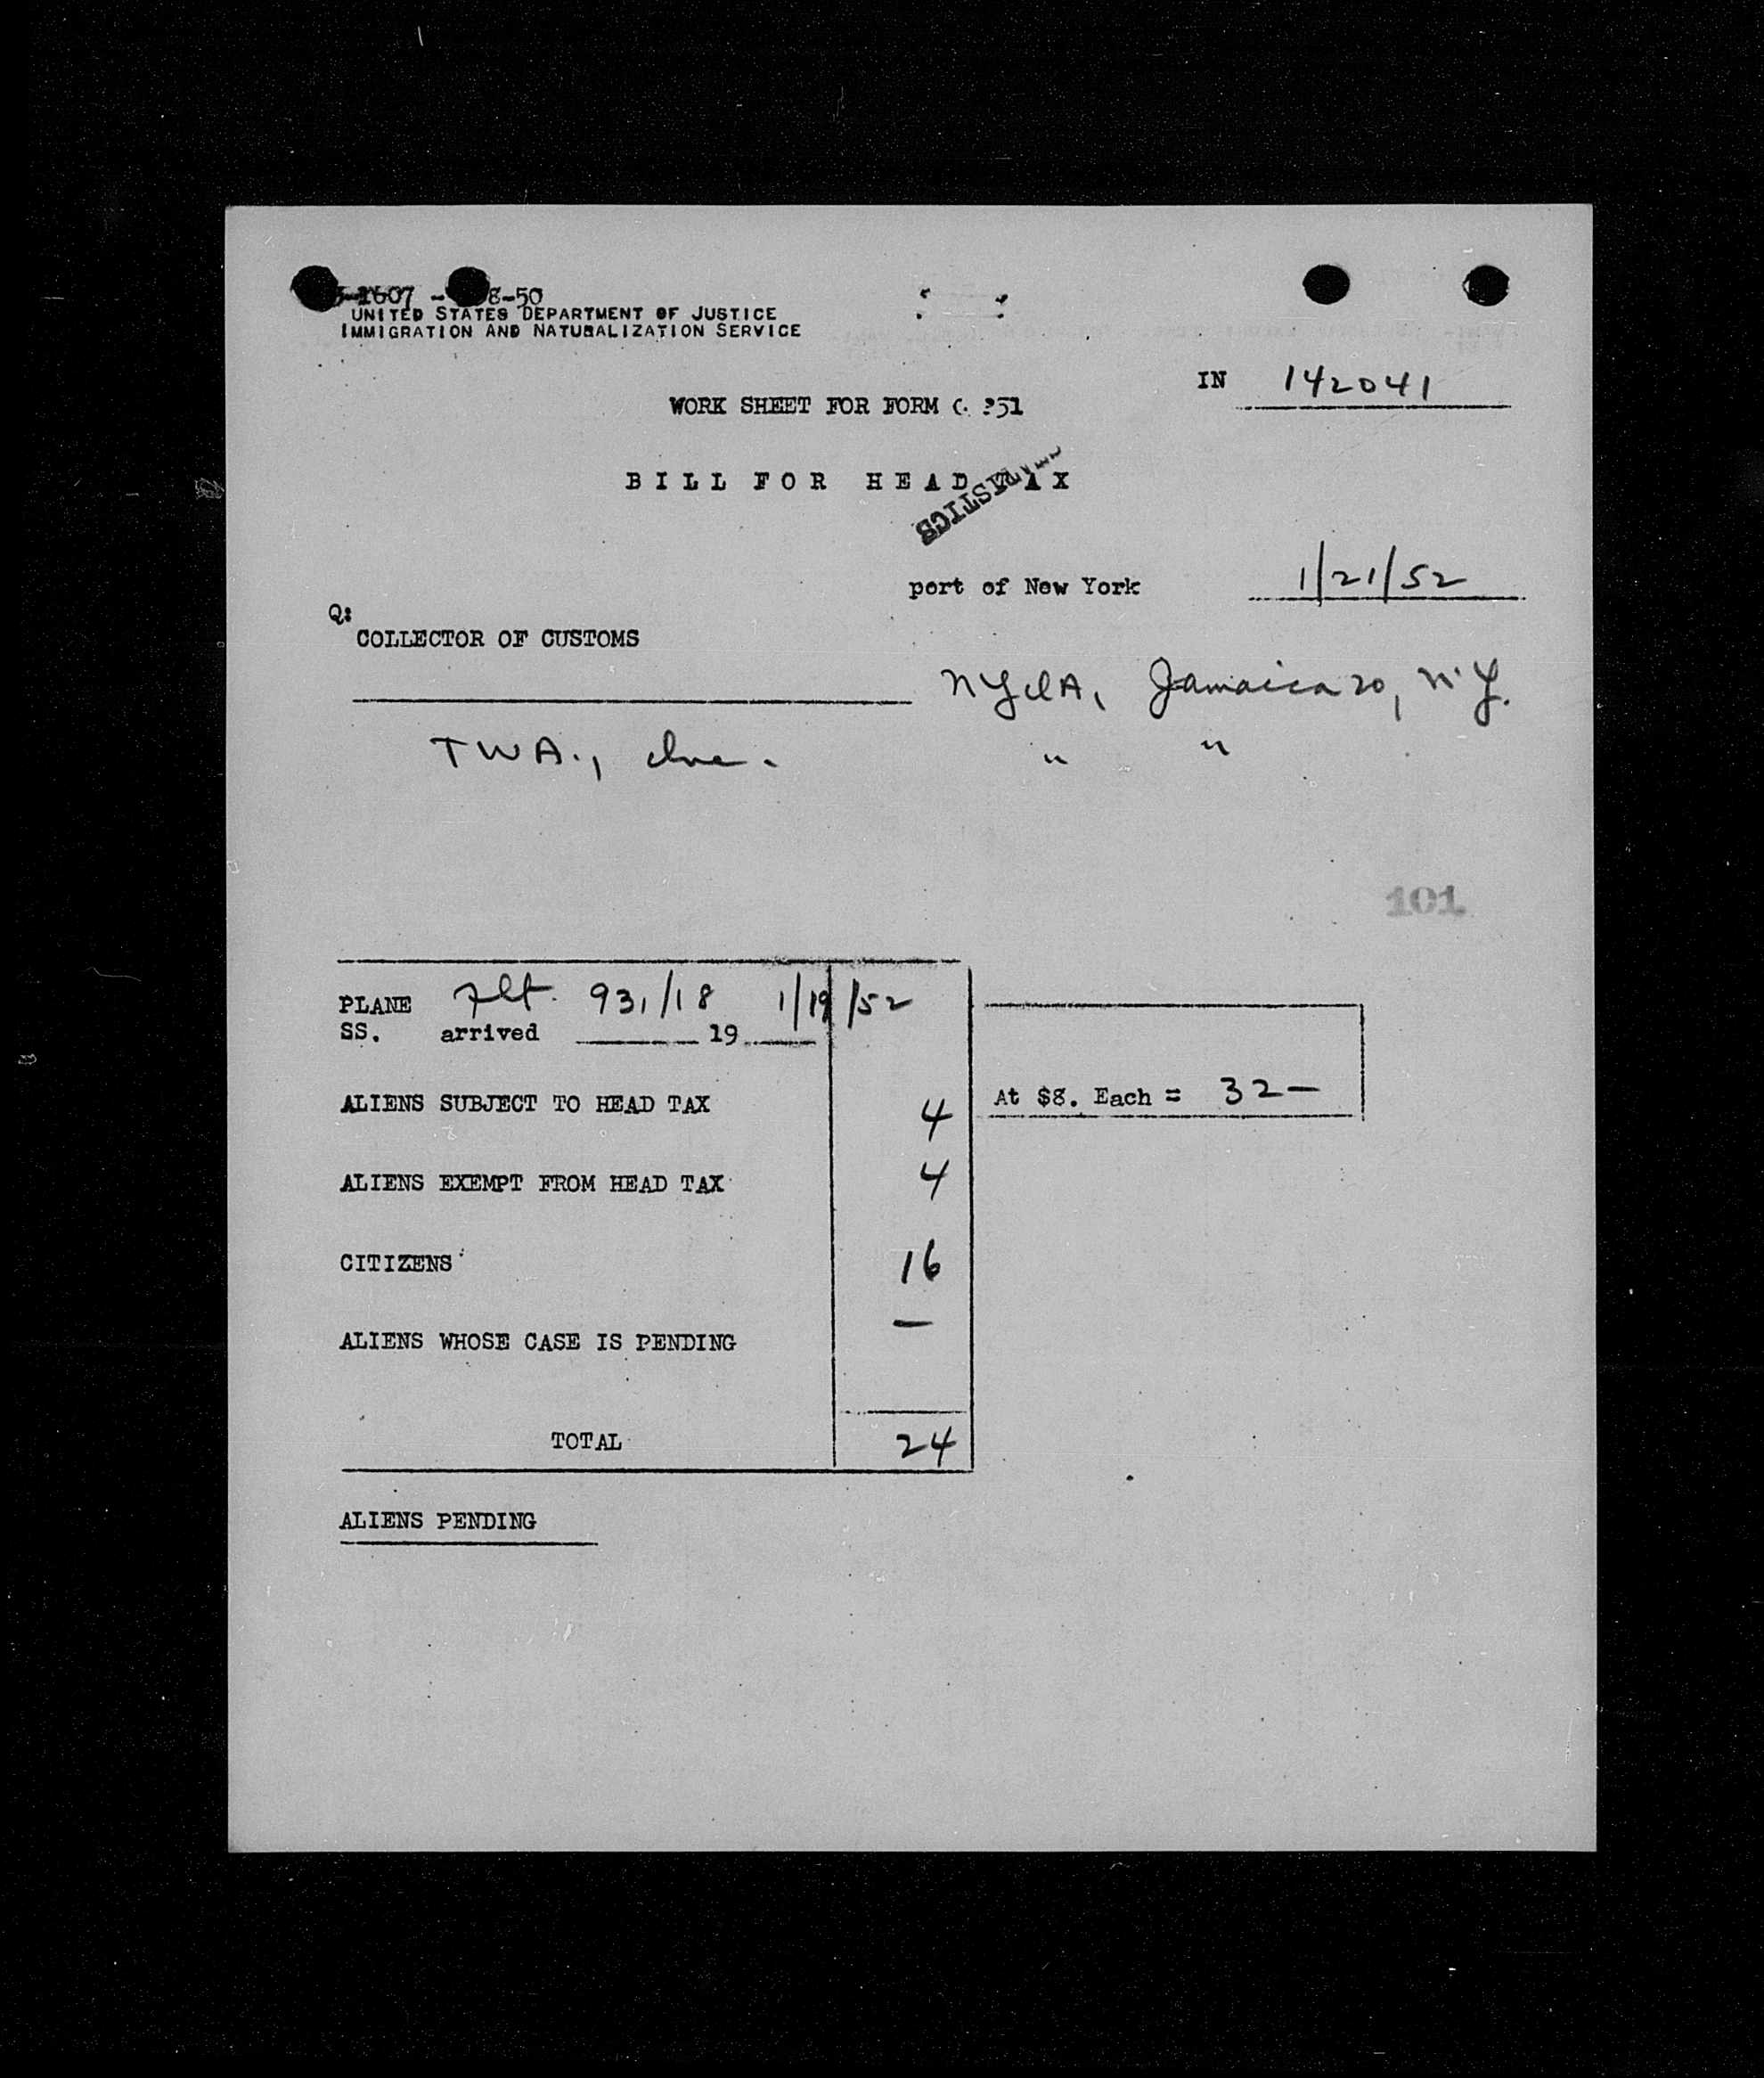 8-50
UNITED STATES DEPARTMENT OF JUSTICE
IMMIGRATION AND NATURALIZATION SERVICE
IN 142041
WORK SHEET FOR FORM
BILL FOR HEAD TAX
port of New York 1/21/52
Q:
COLLECTOR OF CUSTOMS
NYIA, Jamaica 20, N.Y.
TWA., Inc. " "
101
PLANE Flt. 931/18 1/19/52
SS. arrived 19
ALIENS SUBJECT TO HEAD TAX 4 At $8. Each = 32—
ALIENS EXEMPT FROM HEAD TAX 4
CITIZENS 16
ALIENS WHOSE CASE IS PENDING —
TOTAL 24
ALIENS PENDING